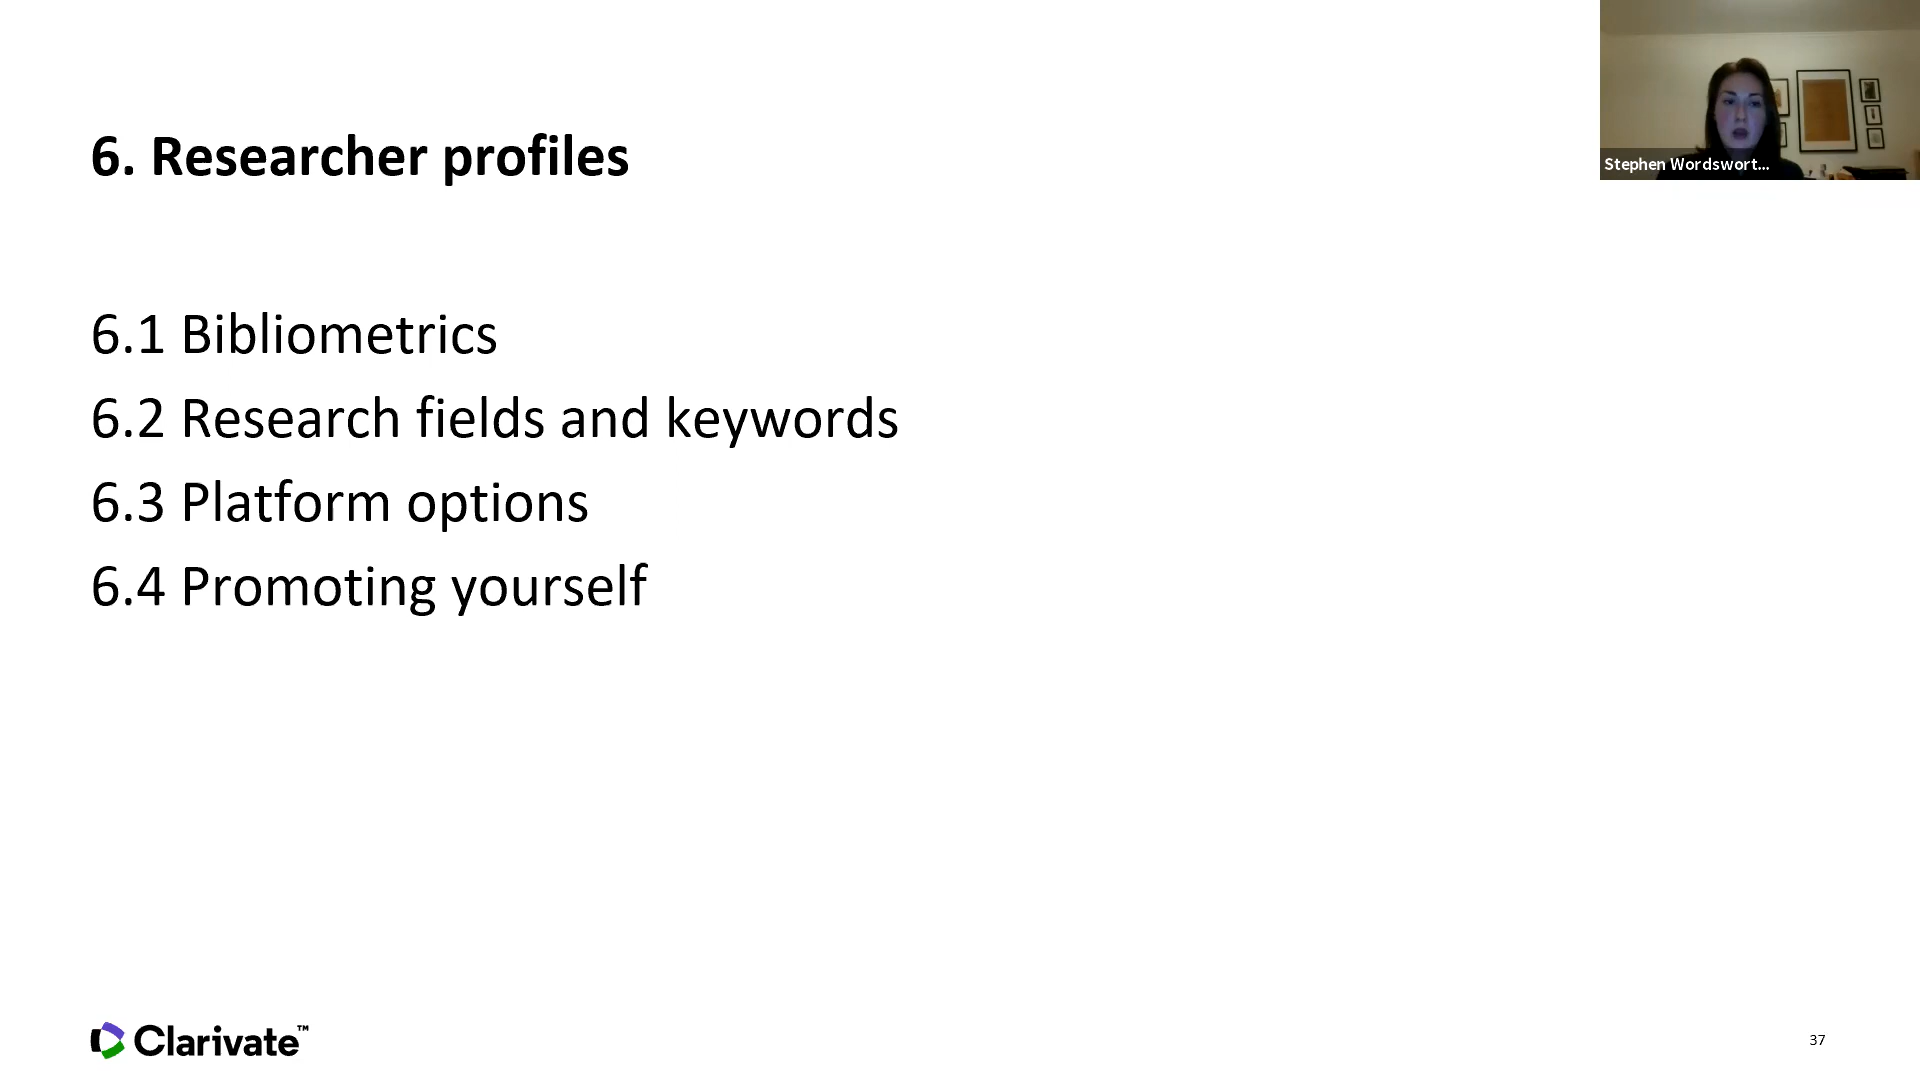 6. Researcher profiles
Stephen Wordswort...
6.1 Bibliometrics
6.2 Research fields and keywords
6.3 Platform options
6.4 Promoting yourself
Clarivate™
37